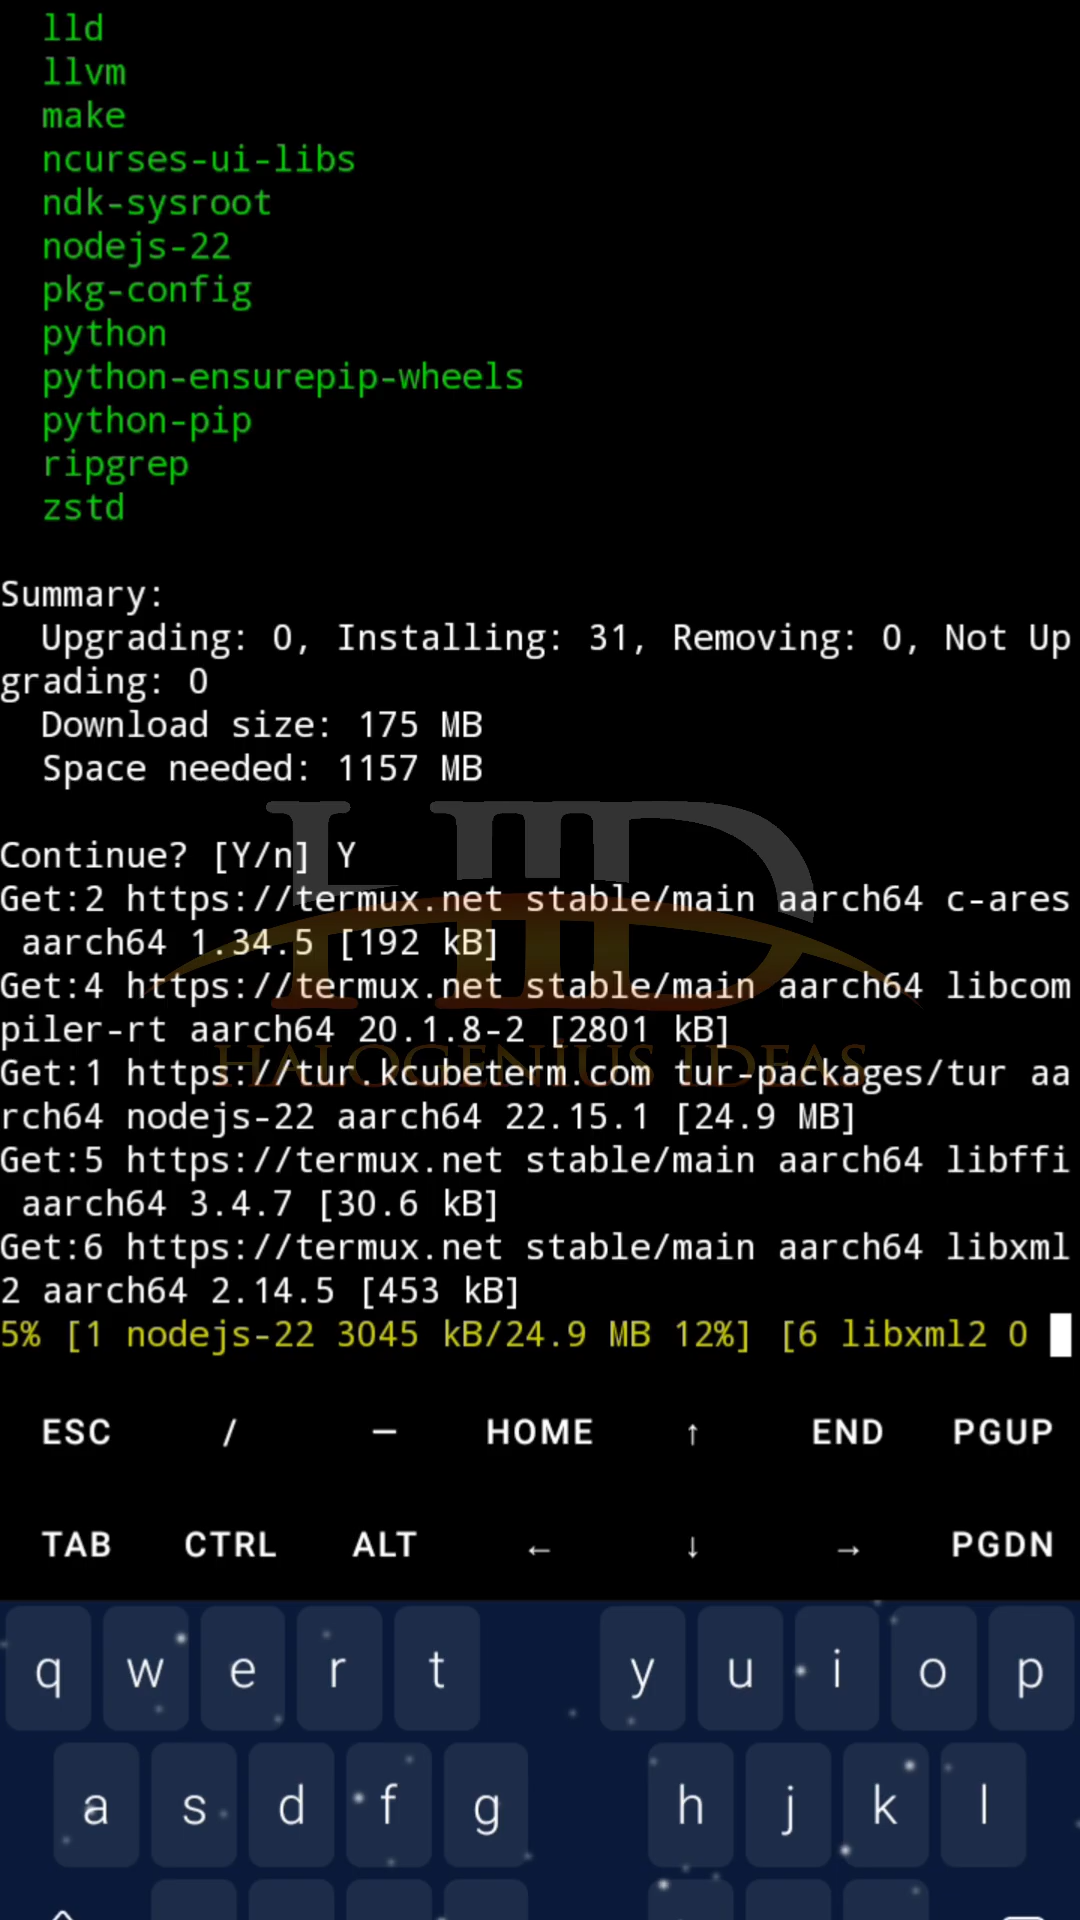 lld
llvm
make
ncurses-ui-libs
ndk-sysroot
nodejs-22
pkg-config
python
python-ensurepip-wheels
python-pip
ripgrep
zstd
Summary:
Upgrading: 0, Installing: 31, Removing: 0, Not Up
grading: 0
Download size: 175 MB
Space needed: 1157 MB
Continue? [Y/n] Y
Get:2 https://termux.net stable/main aarch64 c-ares
aarch64 1.34.5 [192 kB]
Get:4 https://termux.net stable/main aarch64 libcom
piler-rt aarch64 20.1.8-2 [2801 kB]
HALOGENIUS IDEAS
Get:1 https://tur.kcubeterm.com tur-packages/tur aa
rch64 nodejs-22 aarch64 22.15.1 [24.9 MB]
Get:5 https://termux.net stable/main aarch64 libffi
aarch64 3.4.7 [30.6 kB]
Get:6 https://termux.net stable/main aarch64 libxml
2 aarch64 2.14.5 [453 kB]
5% [1 nodejs-22 3045 kB/24.9 MB 12%] [6 libxml2 0
ESC / — HOME ↑ END PGUP
TAB CTRL ALT ← ↓ → PGDN
q w e r t y u i o p
a s d f g h j k l